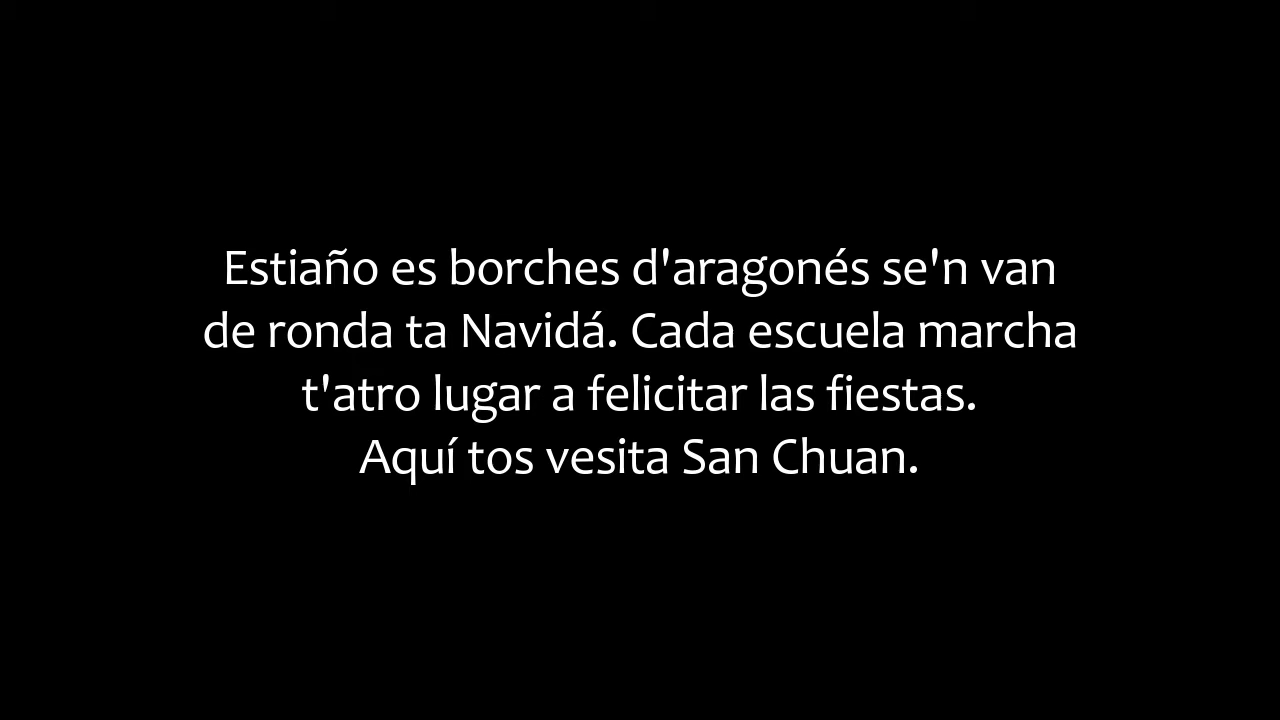 Estiaño es borches d'aragonés se'n van
de ronda ta Navidá. Cada escuela marcha
t'atro lugar a felicitar las fiestas.
Aquí tos vesita San Chuan.